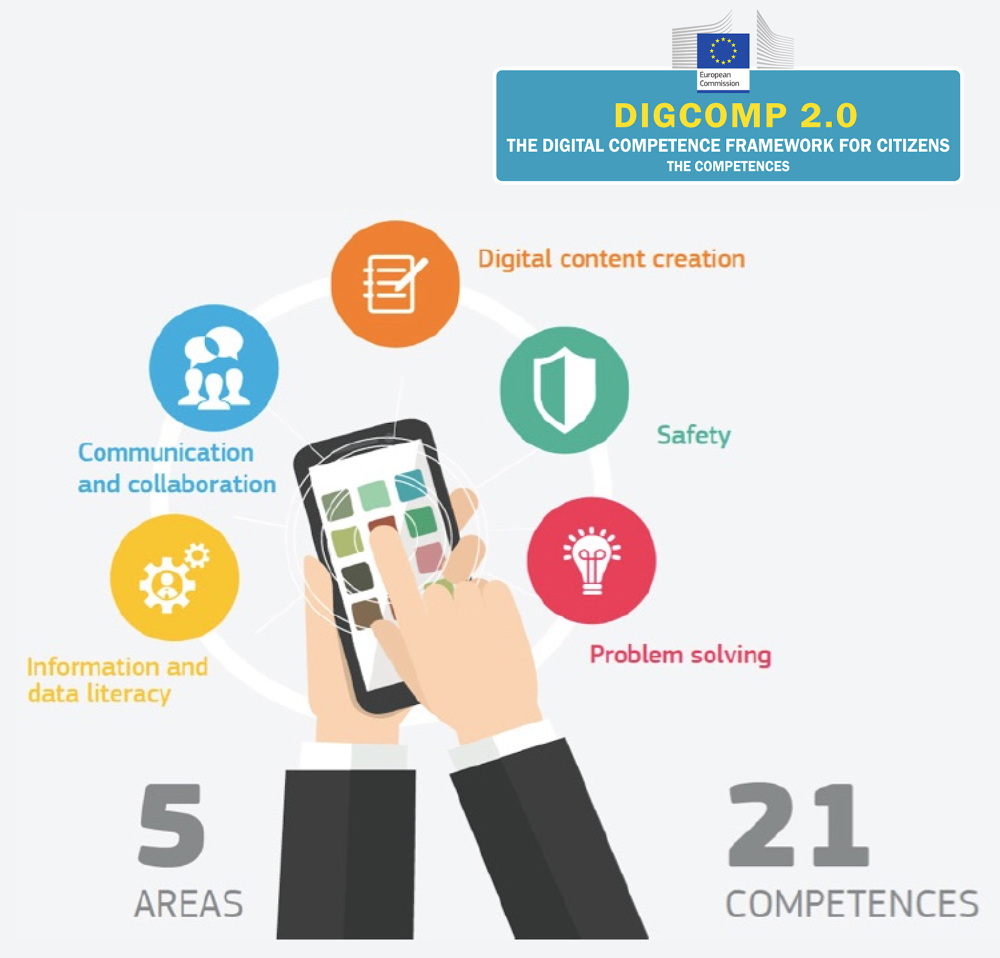 European
Commission
DIGCOMP 2.0
THE DIGITAL COMPETENCE FRAMEWORK FOR CITIZENS
THE COMPETENCES
Digital content creation
Safety
Communication
and collaboration
Problem solving
Information and
data literacy
5
AREAS
21
COMPETENCES